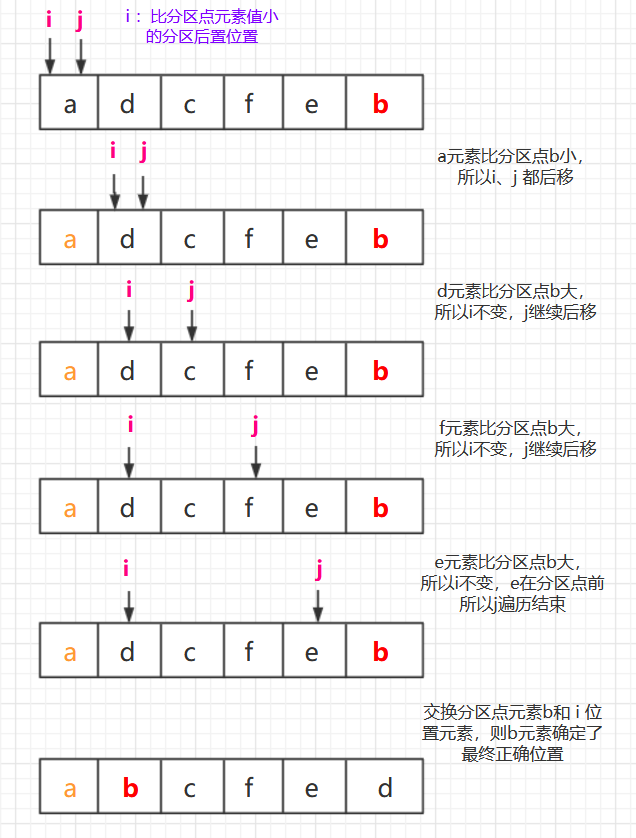 i j
i ：比分区点元素值小
的分区后置位置
a d c f e b
i j
a元素比分区点b小，
所以i、j 都后移
a d c f e b
i j
d元素比分区点b大，
所以i不变，j继续后移
a d c f e b
i j
f元素比分区点b大，
所以i不变，j继续后移
a d c f e b
i j
e元素比分区点b大，
所以i不变，e在分区点前
所以j遍历结束
a d c f e b
交换分区点元素b和 i 位
置元素，则b元素确定了
最终正确位置
a b c f e d